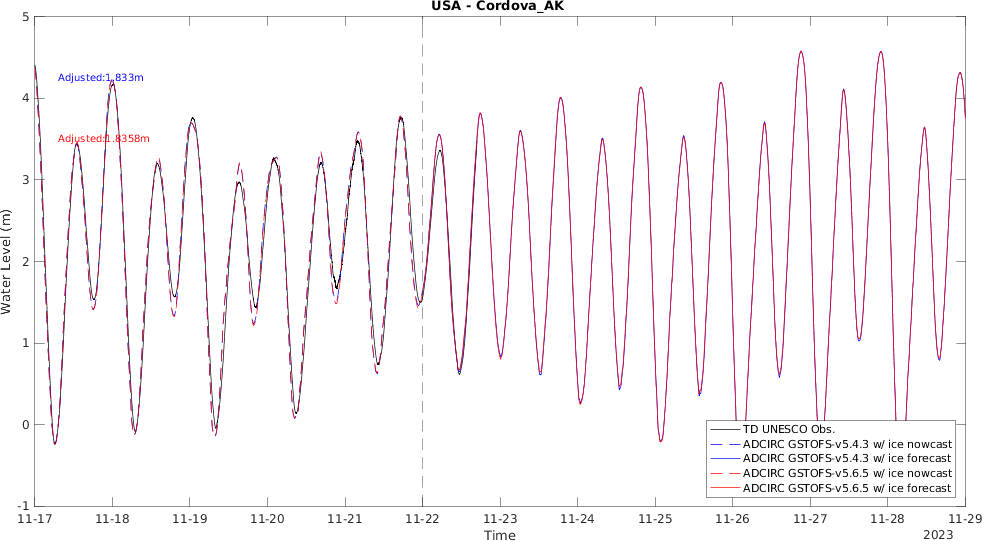 USA - Cordova_AK
5
4
3
2
1
0
-1
Water Level (m)
Adjusted:1.833m
Adjusted:1.8358m
TD UNESCO Obs.
ADCIRC GSTOFS-v5.4.3 w/ ice nowcast
ADCIRC GSTOFS-v5.4.3 w/ ice forecast
ADCIRC GSTOFS-v5.6.5 w/ ice nowcast
ADCIRC GSTOFS-v5.6.5 w/ ice forecast
11-17 11-18 11-19 11-20 11-21 11-22 11-23 11-24 11-25 11-26 11-27 11-28 11-29
Time
2023